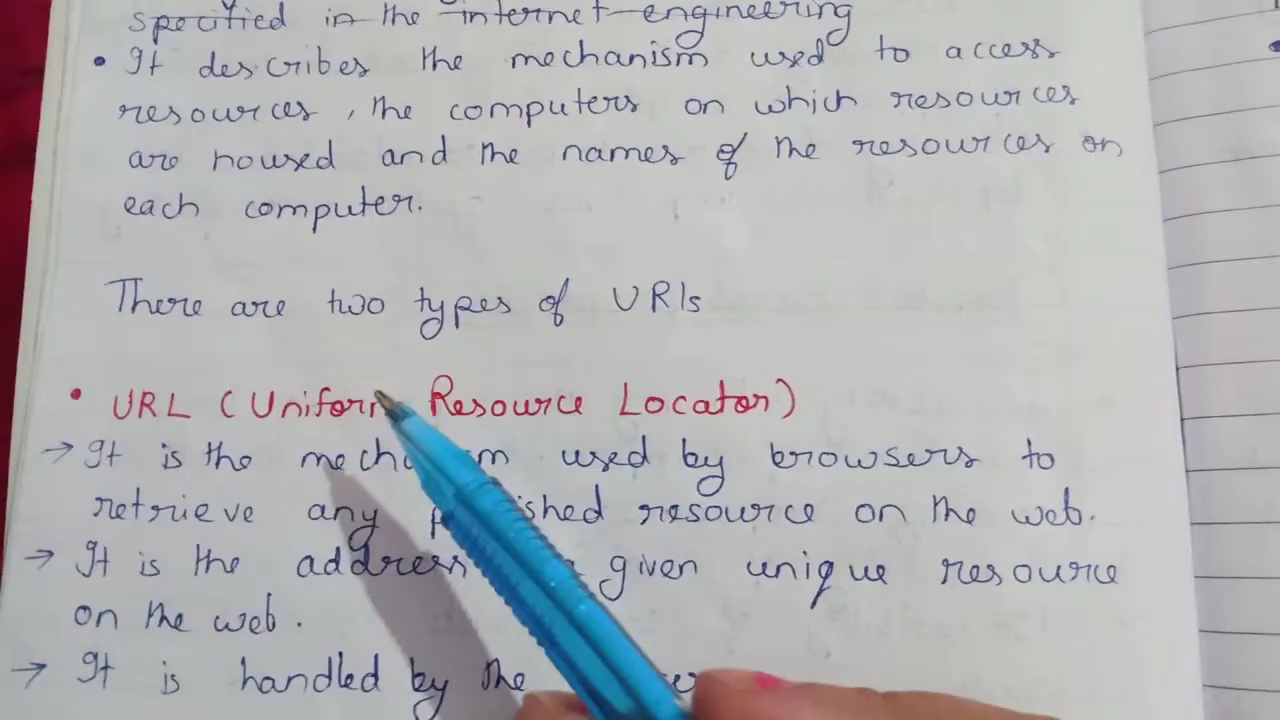 specified in the internet engineering
• It describes the mechanism used to access
resources, the computers on which resources
are housed and the names of the resources on
each computer.
There are two types of URIs
• URL (Uniform Resource Locator)
→ It is the used by browsers to
retrieve any resource on the web.
→ It is the address given unique resource
on the web.
→ It is handled by the